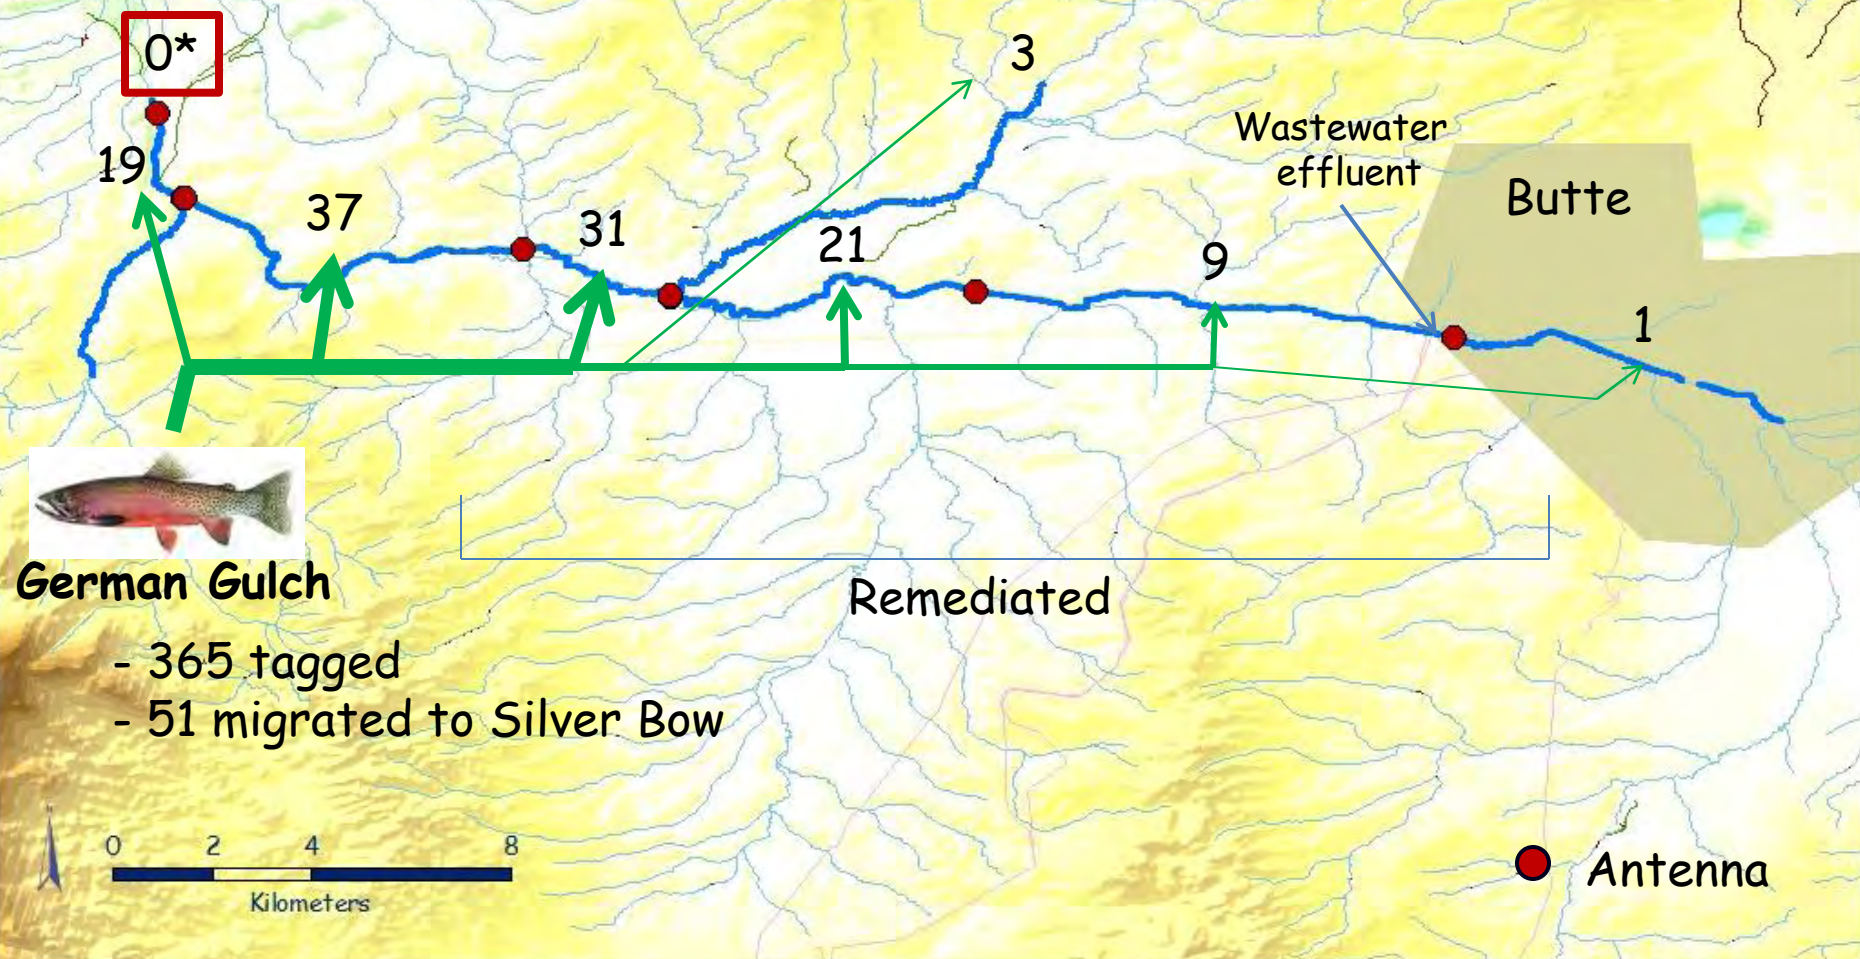 0*
3
19
37
31
21
9
Wastewater
effluent
Butte
1
German Gulch
- 365 tagged
- 51 migrated to Silver Bow
Remediated
0 2 4 8
Kilometers
Antenna